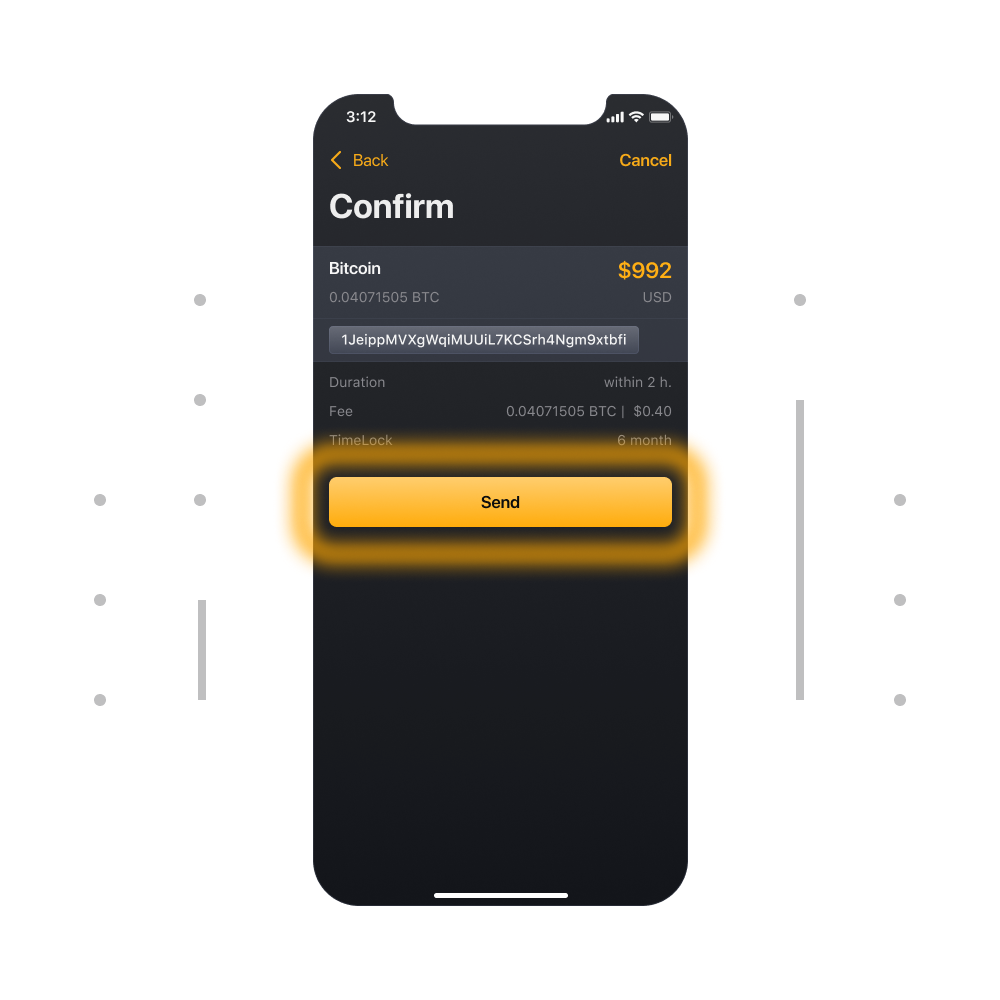 3:12
Back Cancel
Confirm
Bitcoin $992
0.04071505 BTC USD
1JeippMVXgWqiMUUiL7KCSrh4Ngm9xtbfi
Duration within 2 h.
Fee 0.04071505 BTC | $0.40
TimeLock 6 month
Send